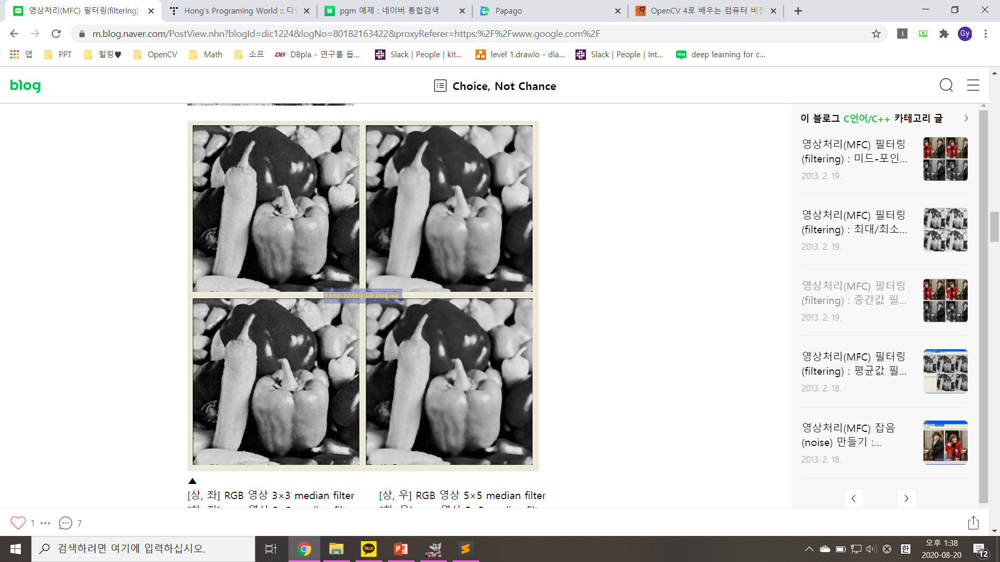 영상처리(MFC) 필터링(filtering)
Hong's Programing World :: 다양
pgm 예제 : 네이버 통합검색
Papago
OpenCV 4로 배우는 컴퓨터 비전
m.blog.naver.com/PostView.nhn?blogId=dic1224&logNo=80182163422&proxyReferer=https:%2F%2Fwww.google.com%2F
Gy
앱
PPT
힐링♥
OpenCV
Math
소프
DBpia - 연구를 돕...
Slack | People | kit...
level 1.drawio - dia...
Slack | People | Int...
deep learning for c...
blog
Choice, Not Chance
http://dic1224.blog.me
▲
[상, 좌] RGB 영상 3×3 median filter
[상, 우] RGB 영상 5×5 median filter
이 블로그 C언어/C++ 카테고리 글
영상처리(MFC) 필터링
(filtering) : 미드-포인...
2013. 2. 19.
영상처리(MFC) 필터링
(filtering) : 최대/최소...
2013. 2. 19.
영상처리(MFC) 필터링
(filtering) : 중간값 필...
2013. 2. 19.
영상처리(MFC) 필터링
(filtering) : 평균값 필...
2013. 2. 18.
영상처리(MFC) 잡음
(noise) 만들기 :...
2013. 2. 18.
1
7
검색하려면 여기에 입력하십시오.
TALK
한
오후 1:38
2020-08-20
12